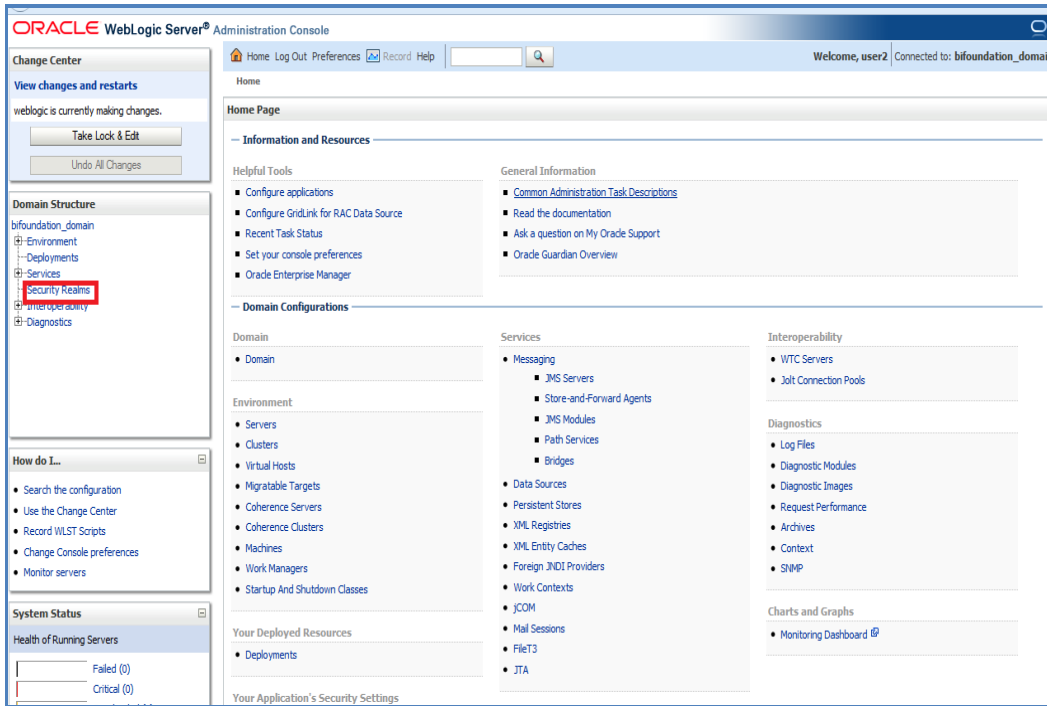 ORACLE WebLogic Server® Administration Console
Change Center
View changes and restarts
weblogic is currently making changes.
Take Lock & Edit
Undo All Changes
Domain Structure
bifoundation_domain
Environment
Deployments
Services
Security Realms
Interoperability
Diagnostics
How do I...
Search the configuration
Use the Change Center
Record WLST Scripts
Change Console preferences
Monitor servers
System Status
Health of Running Servers
Failed (0)
Critical (0)
Home Log Out Preferences Record Help
Welcome, user2 Connected to: bifoundation_domai
Home
Home Page
Information and Resources
Helpful Tools
Configure applications
Configure GridLink for RAC Data Source
Recent Task Status
Set your console preferences
Oracle Enterprise Manager
General Information
Common Administration Task Descriptions
Read the documentation
Ask a question on My Oracle Support
Oracle Guardian Overview
Domain Configurations
Domain
Domain
Environment
Servers
Clusters
Virtual Hosts
Migratable Targets
Coherence Servers
Coherence Clusters
Machines
Work Managers
Startup And Shutdown Classes
Your Deployed Resources
Deployments
Your Application's Security Settings
Services
Messaging
JMS Servers
Store-and-Forward Agents
JMS Modules
Path Services
Bridges
Data Sources
Persistent Stores
XML Registries
XML Entity Caches
Foreign JNDI Providers
Work Contexts
jCOM
Mail Sessions
FileT3
JTA
Interoperability
WTC Servers
Jolt Connection Pools
Diagnostics
Log Files
Diagnostic Modules
Diagnostic Images
Request Performance
Archives
Context
SNMP
Charts and Graphs
Monitoring Dashboard